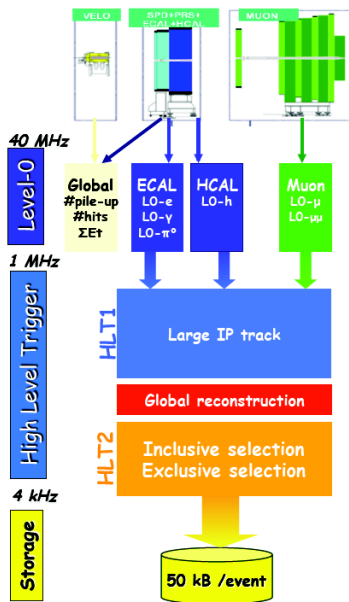 VELO
SPD+PRS+
ECAL+HCAL
MUON
40 MHz
Level-0
Global
#pile-up
#hits
ΣEt
ECAL
L0-e
L0-γ
L0-π°
HCAL
L0-h
Muon
L0-μ
L0-μμ
1 MHz
High Level Trigger
HLT1
Large IP track
Global reconstruction
HLT2
Inclusive selection
Exclusive selection
4 kHz
Storage
50 kB /event